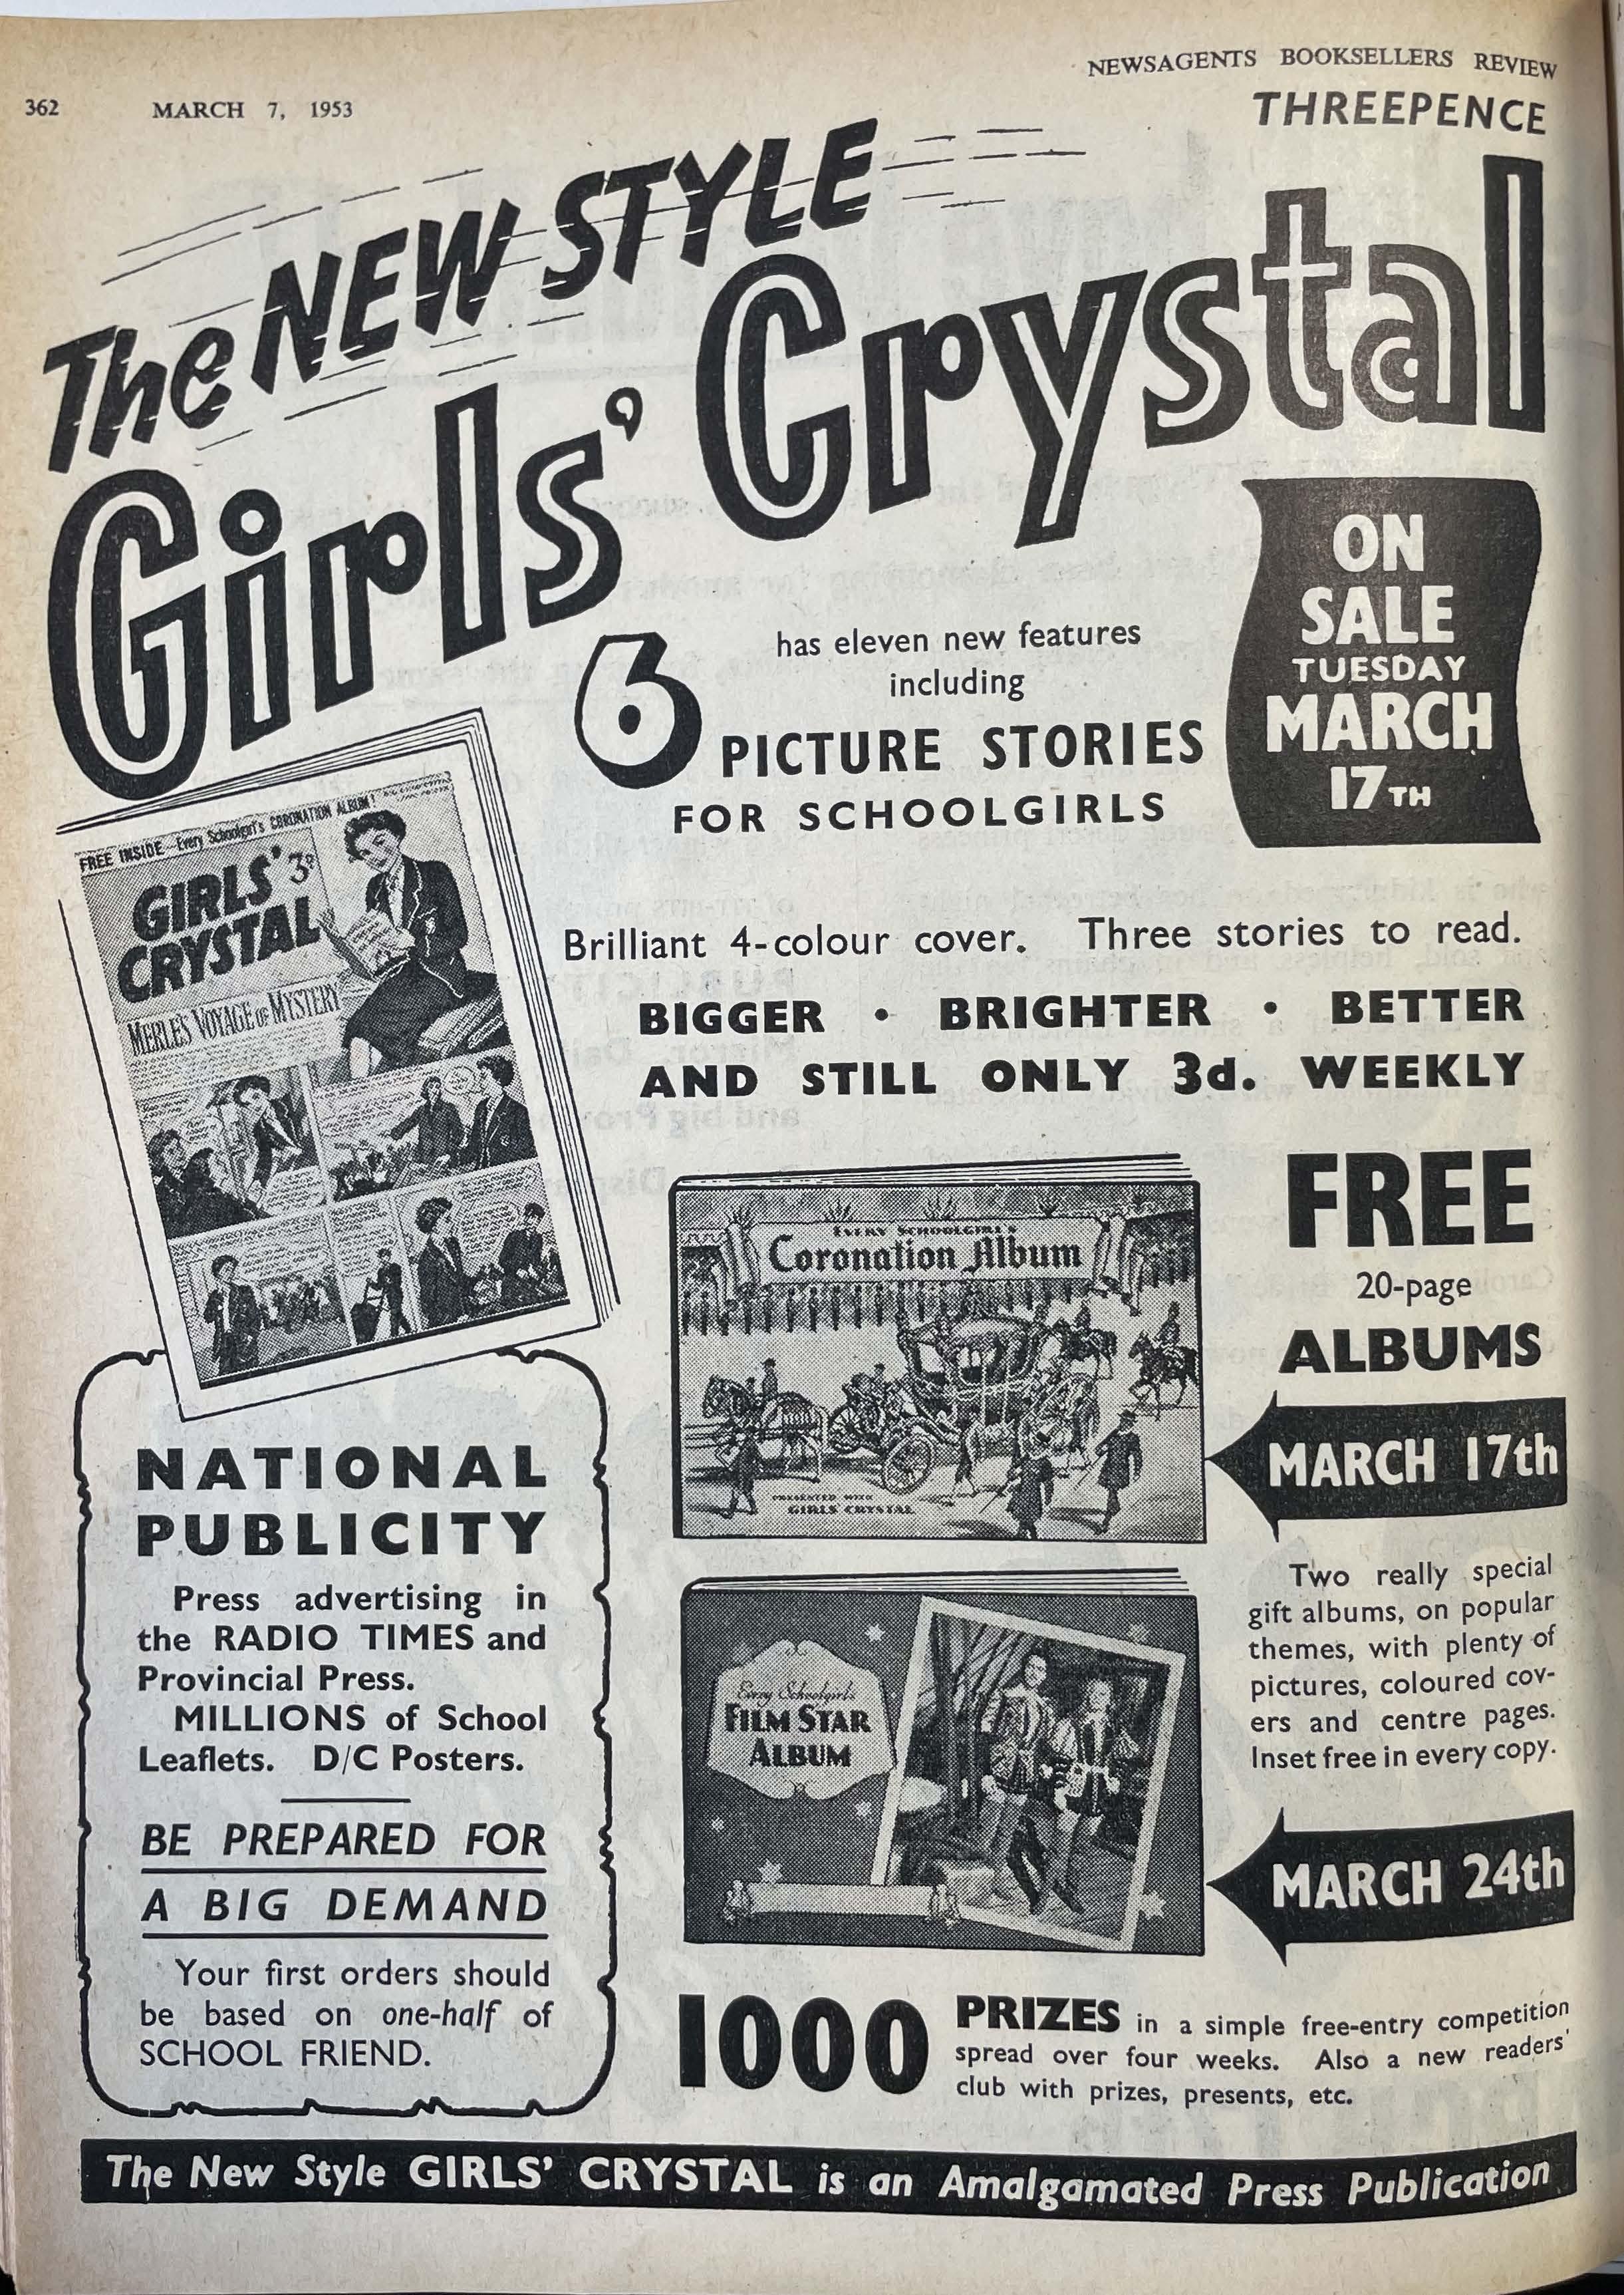 NEWSAGENTS BOOKSELLERS REVIEW
362 MARCH 7, 1953
THREEPENCE
The NEW STYLE
Girls' Crystal
ON
SALE
TUESDAY
MARCH
17TH
has eleven new features
including
6 PICTURE STORIES
FOR SCHOOLGIRLS
FREE INSIDE—Every Schoolgirl's CORONATION ALBUM!
GIRLS' 3D
CRYSTAL
MERLE'S VOYAGE OF MYSTERY
Brilliant 4-colour cover. Three stories to read.
BIGGER • BRIGHTER • BETTER
AND STILL ONLY 3d. WEEKLY
EVERY SCHOOLGIRL'S
Coronation Album
PRESENTED WITH
GIRLS CRYSTAL
FREE
20-page
ALBUMS
MARCH 17th
Two really special
gift albums, on popular
themes, with plenty of
pictures, coloured cov-
ers and centre pages.
Inset free in every copy.
Every Schoolgirl's
FILM STAR
ALBUM
MARCH 24th
NATIONAL
PUBLICITY
Press advertising in
the RADIO TIMES and
Provincial Press.
MILLIONS of School
Leaflets. D/C Posters.
BE PREPARED FOR
A BIG DEMAND
Your first orders should
be based on one-half of
SCHOOL FRIEND.
1000 PRIZES in a simple free-entry competition
spread over four weeks. Also a new readers'
club with prizes, presents, etc.
The New Style GIRLS' CRYSTAL is an Amalgamated Press Publication